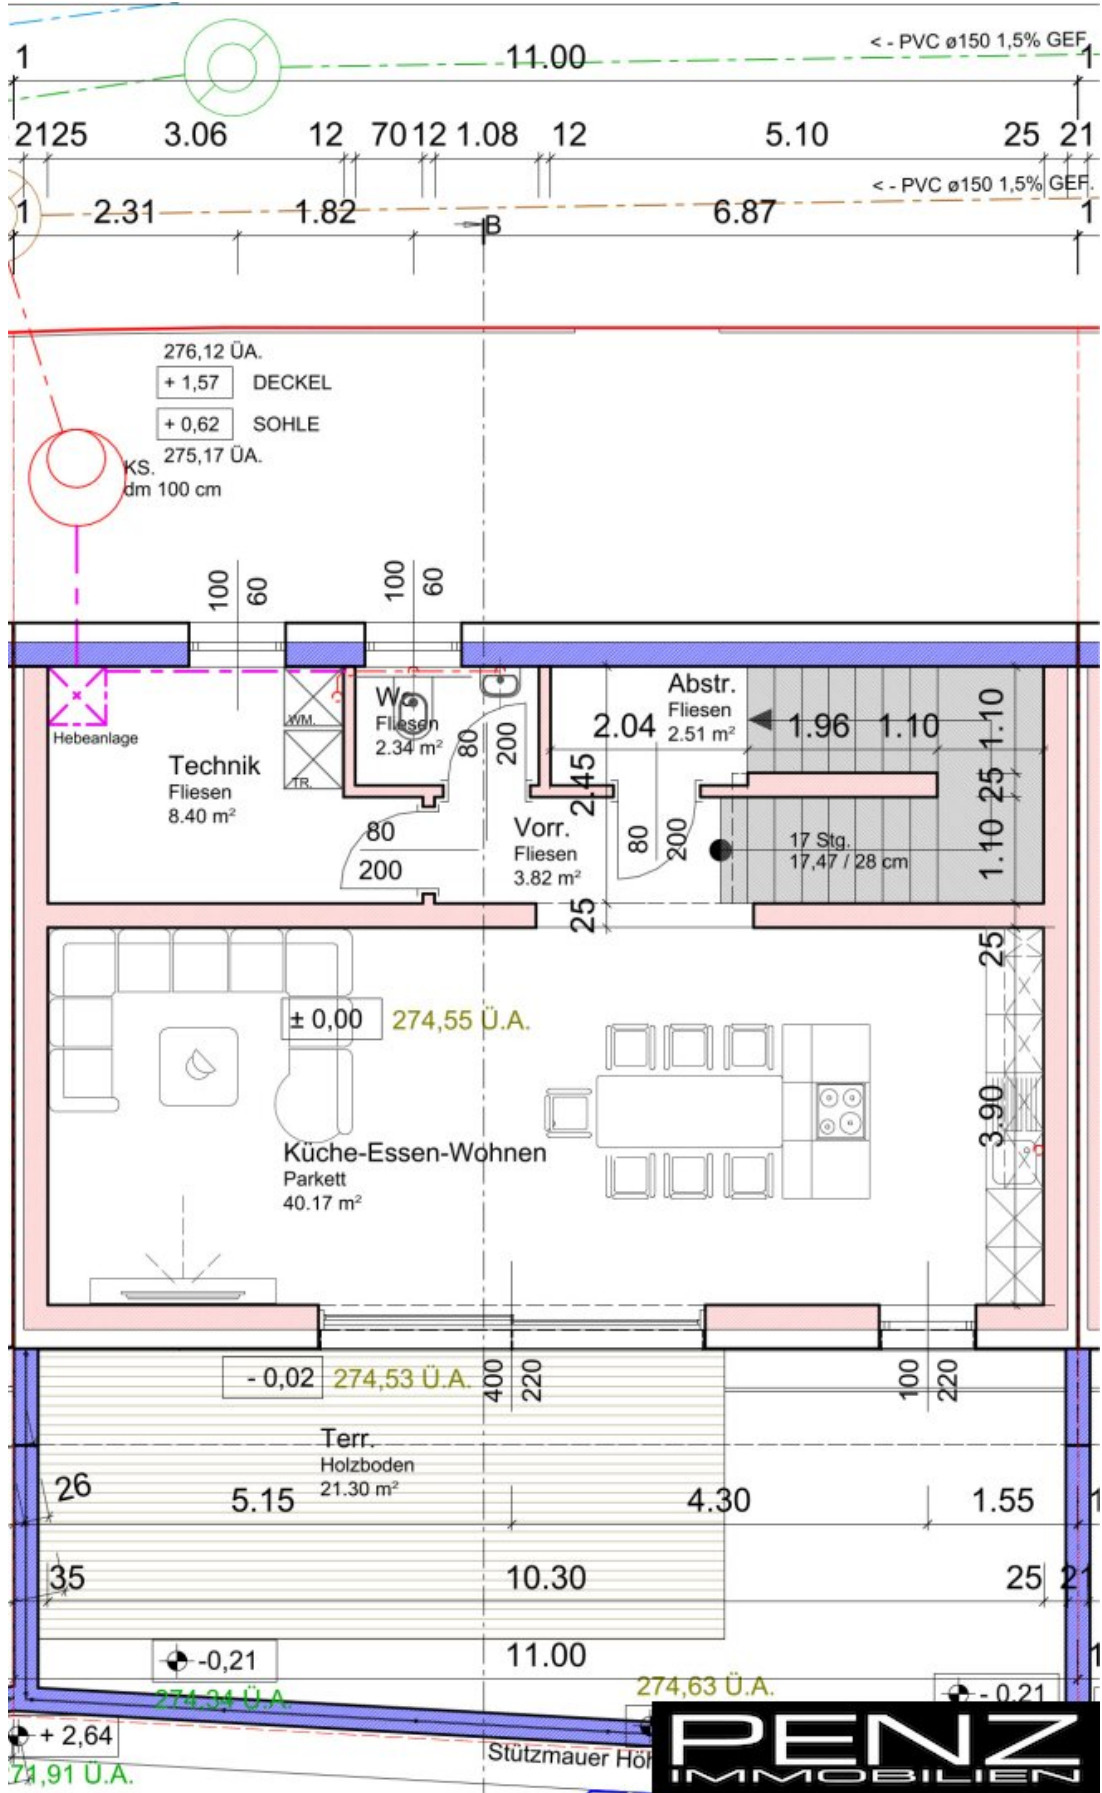 1
11.00
< - PVC ø150 1,5% GEF.
1
21 25 3.06 12 70 12 1.08 12 5.10 25 21
< - PVC ø150 1,5% GEF.
1 2.31 1.82 B 6.87 1
276,12 ÜA.
+ 1,57 DECKEL
+ 0,62 SOHLE
275,17 ÜA.
KS.
dm 100 cm
100
60
100
60
Hebeanlage
WM.
TR.
Technik
Fliesen
8.40 m²
Wc
Fliesen
2.34 m²
80
200
80
200
Abstr.
Fliesen
2.51 m²
2.04
1.96
1.10
1.10
25
1.10
2.45
25
Vorr.
Fliesen
3.82 m²
80
200
17 Stg.
17,47 / 28 cm
25
3.90
± 0,00 274,55 Ü.A.
Küche-Essen-Wohnen
Parkett
40.17 m²
- 0,02 274,53 Ü.A.
400
220
100
220
Terr.
Holzboden
21.30 m²
26
5.15 4.30 1.55
35 10.30 25 21
-0,21 11.00
274,34 Ü.A.
274,63 Ü.A.
- 0,21
+ 2,64
71,91 Ü.A.
Stützmauer
PENZ
IMMOBILIEN